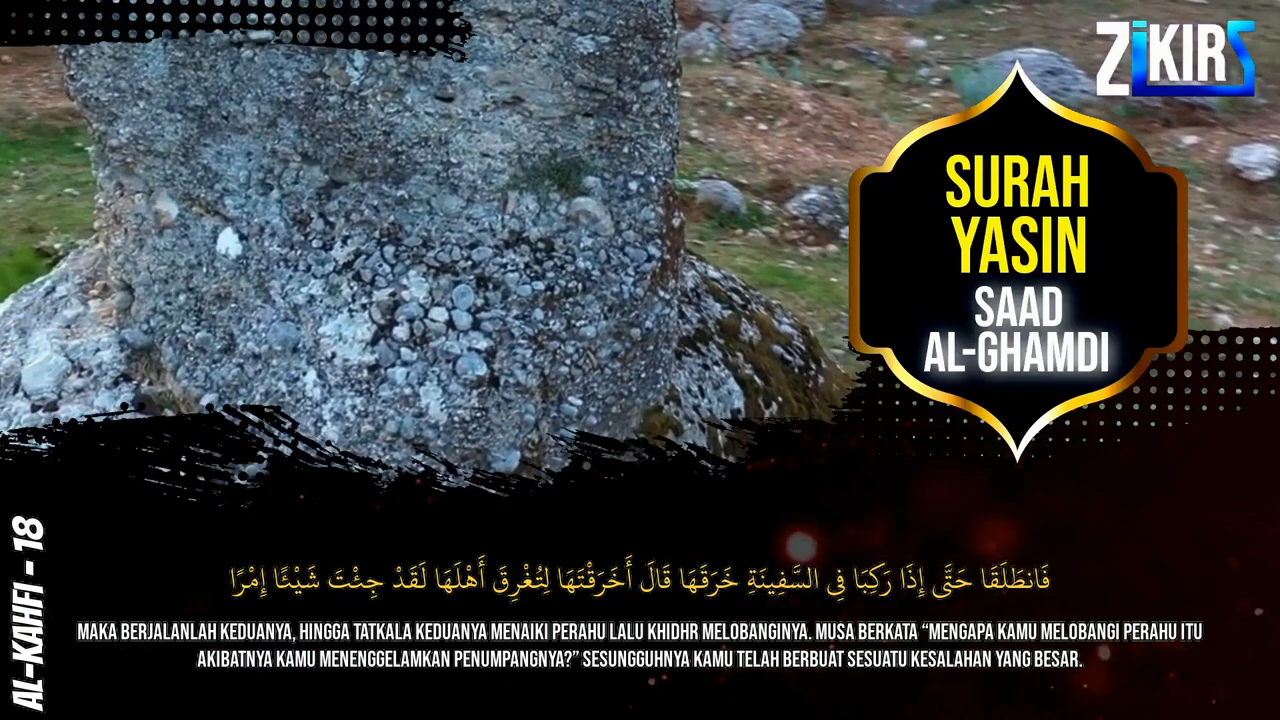 ZIKIRS
SURAH
YASIN
SAAD
AL-GHAMDI
AL-KAHFI - 18
فَانطَلَقَا حَتَّى إِذَا رَكِبَا فِي السَّفِينَةِ خَرَقَهَا قَالَ أَخَرَقْتَهَا لِتُغْرِقَ أَهْلَهَا لَقَدْ جِئْتَ شَيْئًا إِمْرًا
MAKA BERJALANLAH KEDUANYA, HINGGA TATKALA KEDUANYA MENAIKI PERAHU LALU KHIDHR MELOBANGINYA. MUSA BERKATA “MENGAPA KAMU MELOBANGI PERAHU ITU
AKIBATNYA KAMU MENENGGELAMKAN PENUMPANGNYA?” SESUNGGUHNYA KAMU TELAH BERBUAT SESUATU KESALAHAN YANG BESAR.